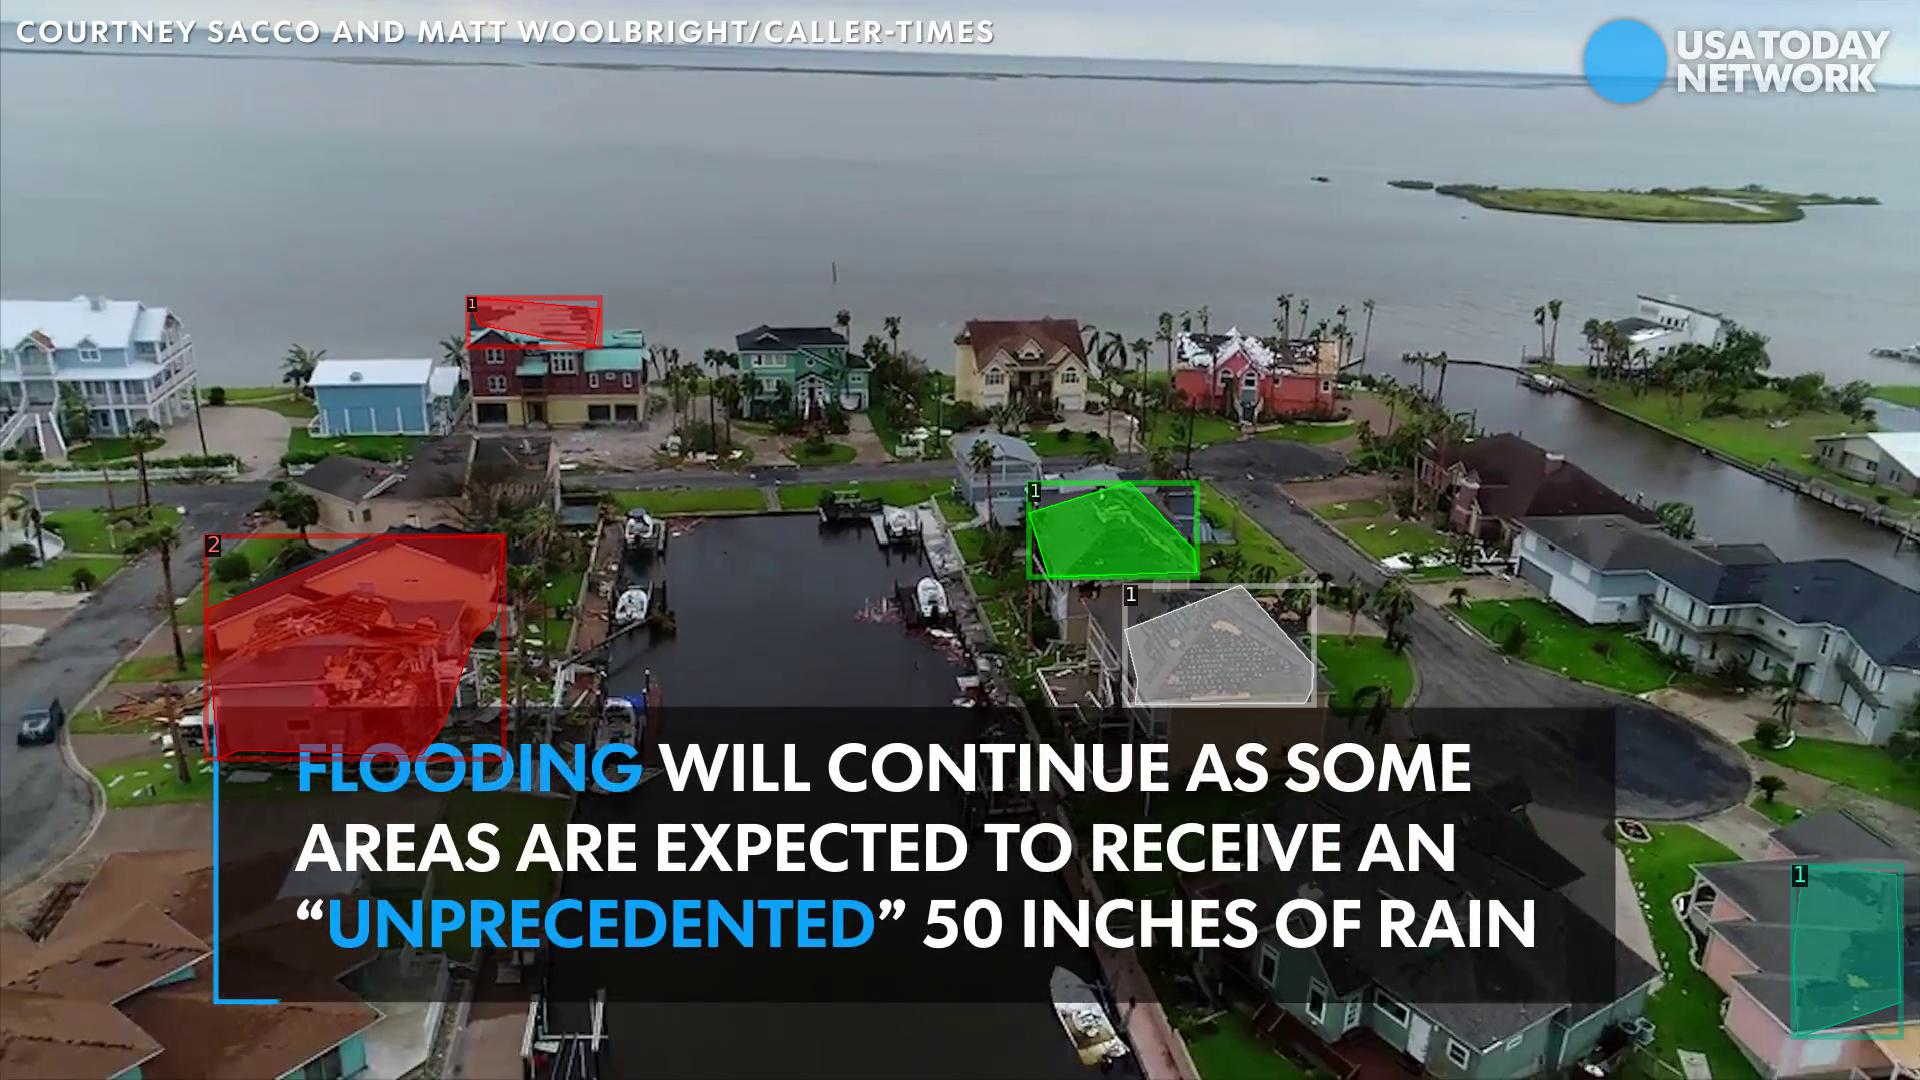 COURTNEY SACCO AND MATT WOOLBRIGHT/CALLER-TIMES
USA TODAY
NETWORK
1
2
1
1
1
FLOODING WILL CONTINUE AS SOME
AREAS ARE EXPECTED TO RECEIVE AN
“UNPRECEDENTED” 50 INCHES OF RAIN